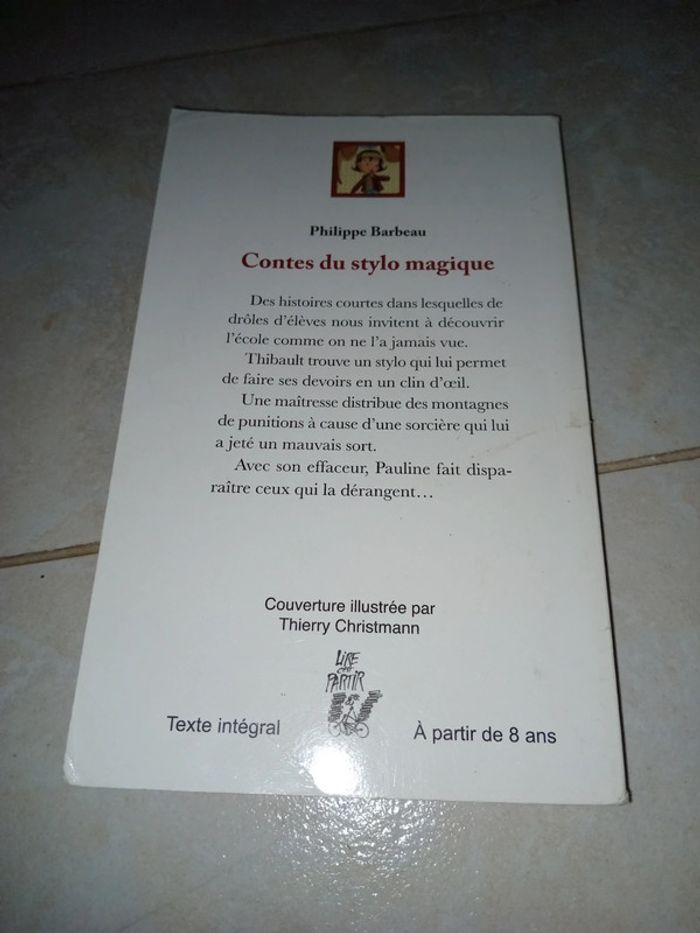 Philippe Barbeau
Contes du stylo magique
Des histoires courtes dans lesquelles de
drôles d'élèves nous invitent à découvrir
l'école comme on ne l'a jamais vue.
Thibault trouve un stylo qui lui permet
de faire ses devoirs en un clin d'œil.
Une maîtresse distribue des montagnes
de punitions à cause d'une sorcière qui lui
a jeté un mauvais sort.
Avec son effaceur, Pauline fait dispa-
raître ceux qui la dérangent…
Couverture illustrée par
Thierry Christmann
LIRE
C'EST
PARTIR
Texte intégral
À partir de 8 ans